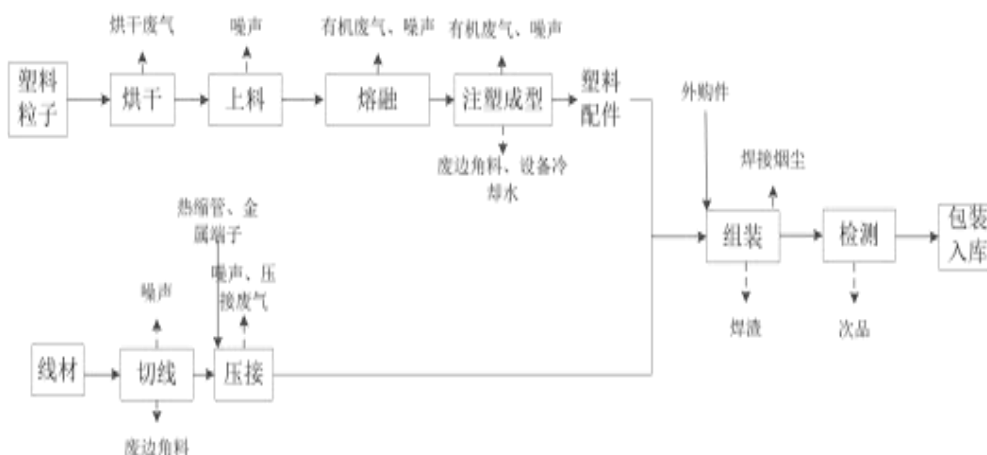 烘干废气
噪声
有机废气、噪声
有机废气、噪声
塑料
粒子
烘干
上料
熔融
注塑成型
塑料
配件
外购件
废边角料、设备冷
却水
焊接烟尘
热缩管、金
属端子
组装
检测
包装
入库
噪声、压
接废气
噪声
焊渣
次品
线材
切线
压接
废边角料